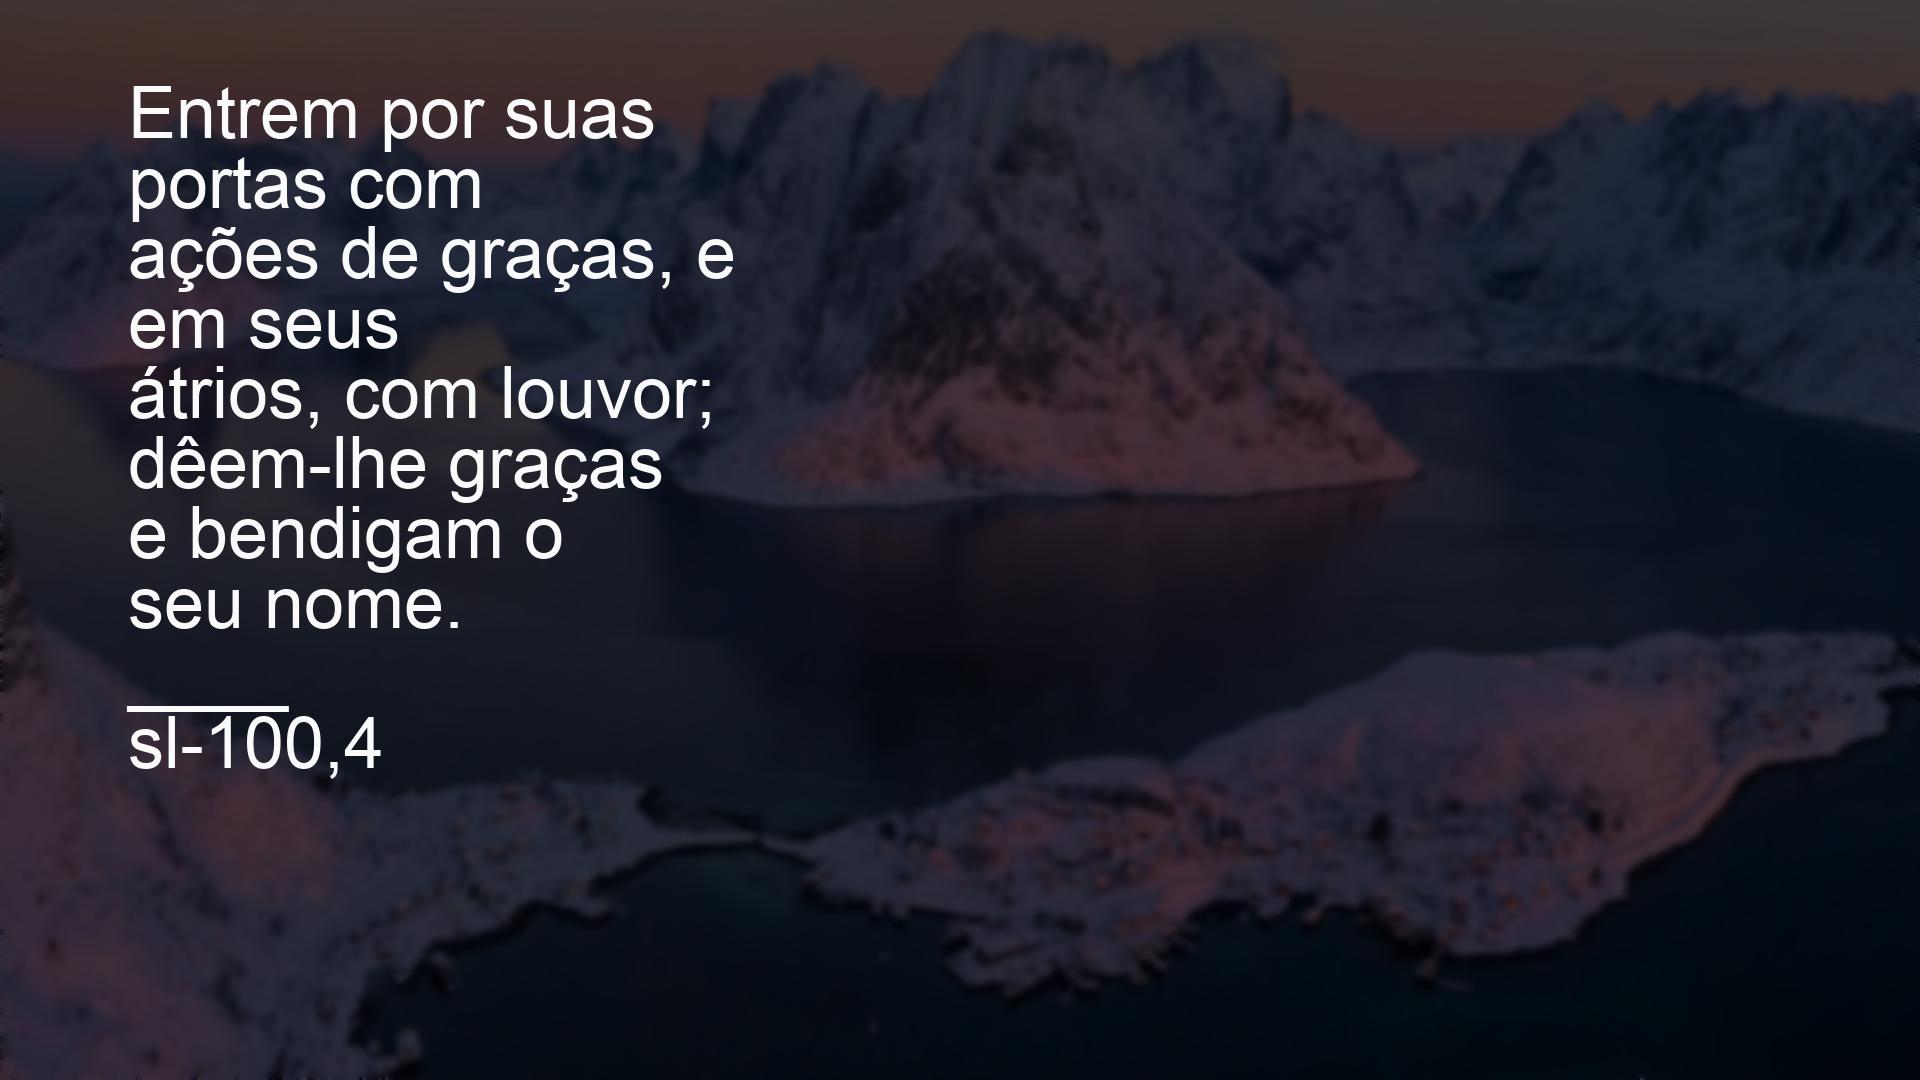 Entrem por suas
portas com
ações de graças, e
em seus
átrios, com louvor;
dêem-lhe graças
e bendigam o
seu nome.
______
sl-100,4